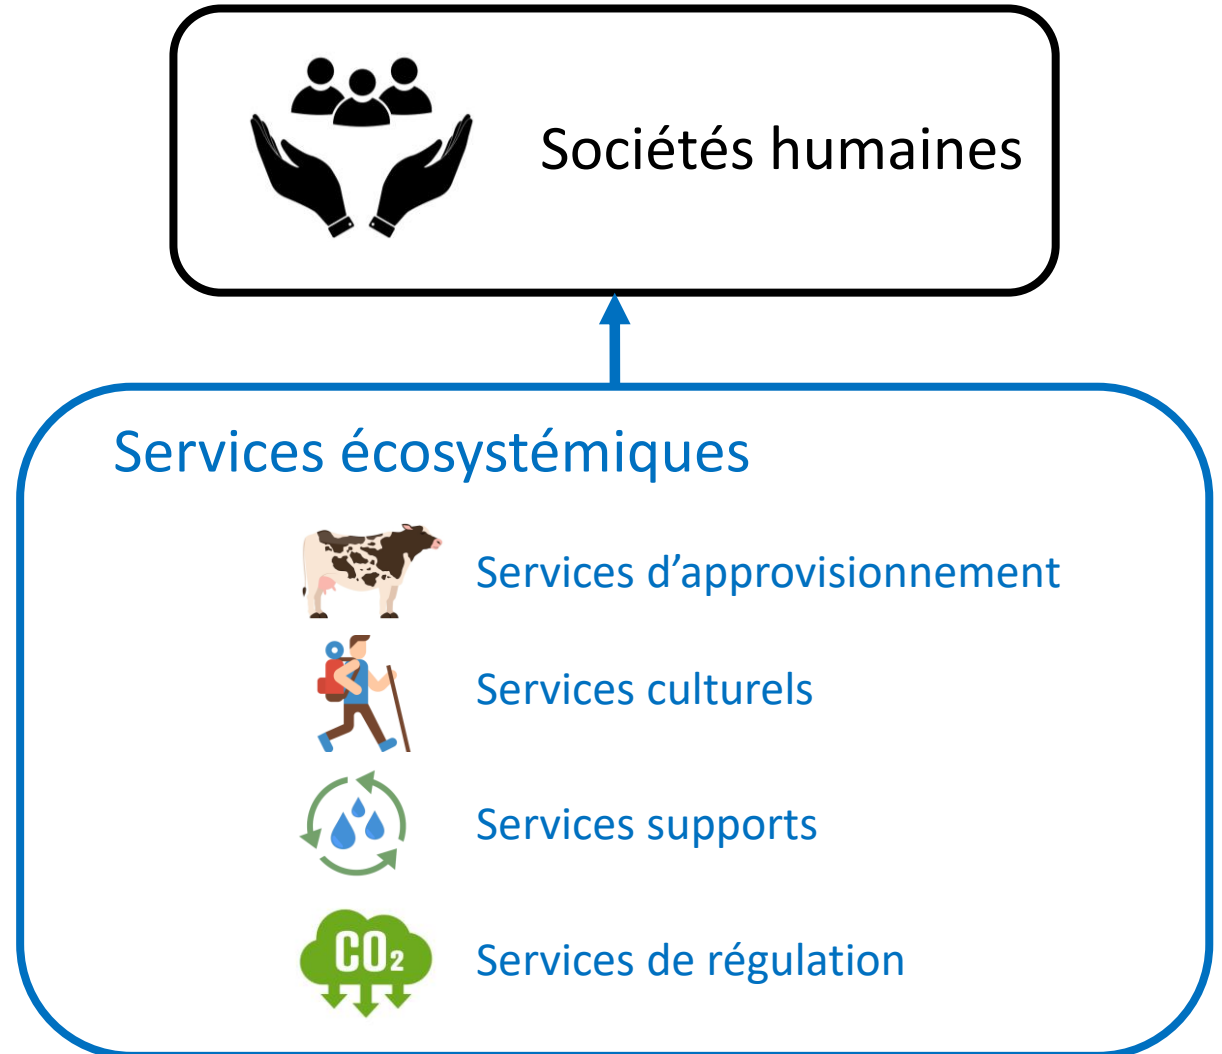 Sociétés humaines
Services écosystémiques
Services d’approvisionnement
Services culturels
Services supports
CO₂
Services de régulation